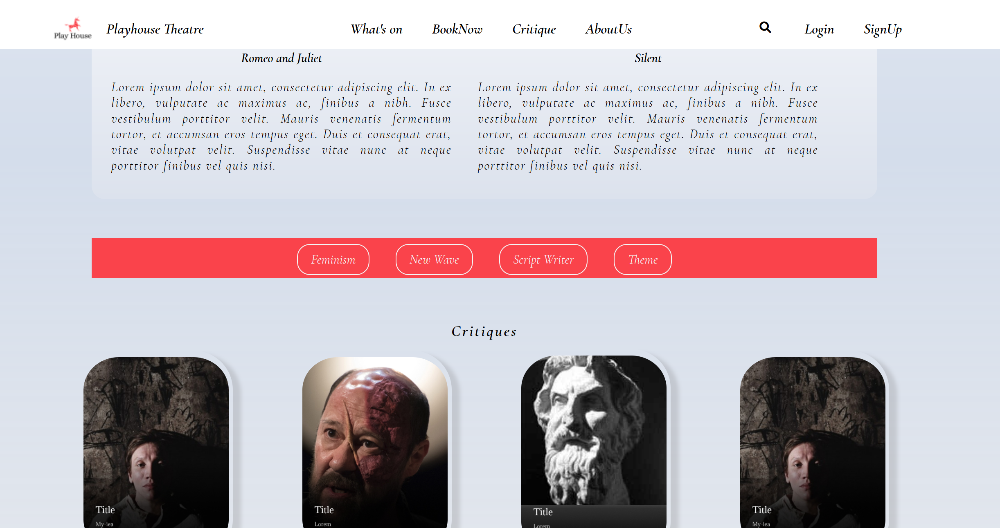 Play House
Playhouse Theatre
What's on
BookNow
Critique
AboutUs
Login
SignUp
Romeo and Juliet
Lorem ipsum dolor sit amet, consectetur adipiscing elit. In ex
libero, vulputate ac maximus ac, finibus a nibh. Fusce
vestibulum porttitor velit. Mauris venenatis fermentum
tortor, et accumsan eros tempus eget. Duis et consequat erat,
vitae volutpat velit. Suspendisse vitae nunc at neque
porttitor finibus vel quis nisi.
Silent
Lorem ipsum dolor sit amet, consectetur adipiscing elit. In ex
libero, vulputate ac maximus ac, finibus a nibh. Fusce
vestibulum porttitor velit. Mauris venenatis fermentum
tortor, et accumsan eros tempus eget. Duis et consequat erat,
vitae volutpat velit. Suspendisse vitae nunc at neque
porttitor finibus vel quis nisi.
Feminism
New Wave
Script Writer
Theme
Critiques
Title
My-iea
Title
Lorem
Title
Lorem
Title
My-iea